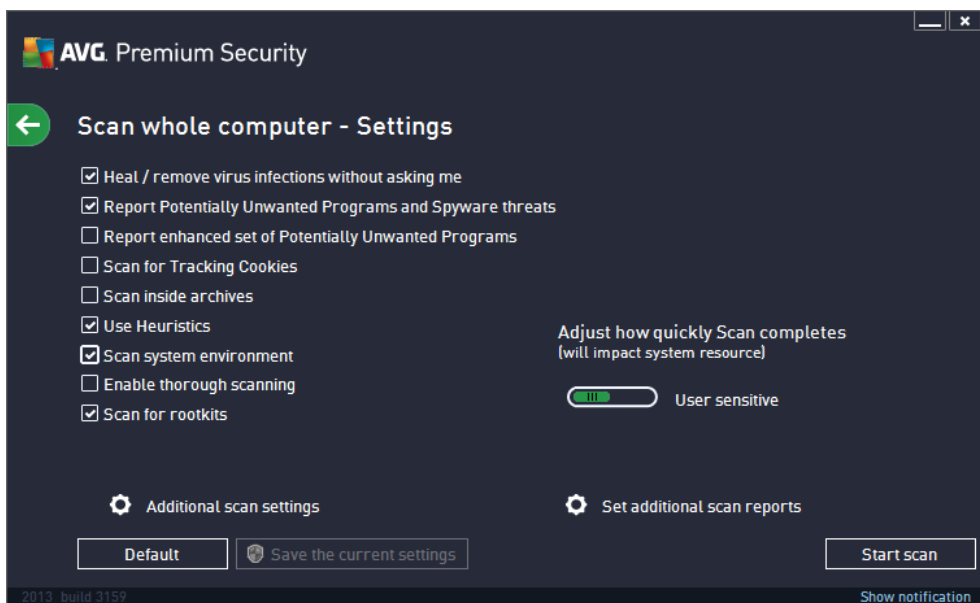 AVG. Premium Security
Scan whole computer - Settings
Heal / remove virus infections without asking me
Report Potentially Unwanted Programs and Spyware threats
Report enhanced set of Potentially Unwanted Programs
Scan for Tracking Cookies
Scan inside archives
Use Heuristics
Scan system environment
Enable thorough scanning
Scan for rootkits
Adjust how quickly Scan completes
(will impact system resource)
User sensitive
Additional scan settings
Set additional scan reports
Default
Save the current settings
Start scan
2013 build 3159
Show notification